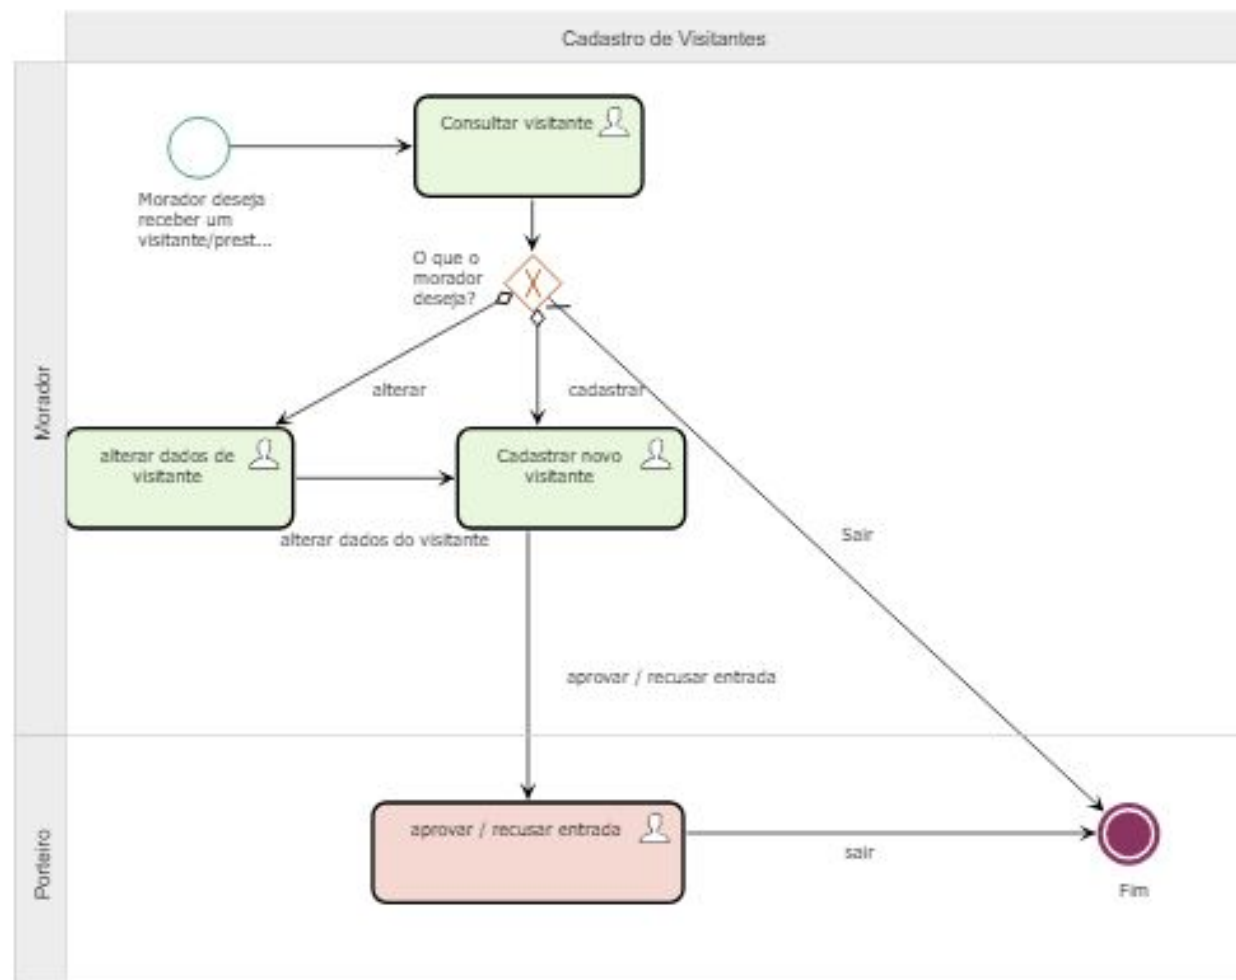 Cadastro de Visitantes
Morador
Consultar visitante
Morador deseja
receber um
visitante/prest...
O que o
morador
deseja?
alterar
cadastrar
alterar dados de
visitante
Cadastrar novo
visitante
alterar dados do visitante
Sair
aprovar / recusar entrada
Porteiro
aprovar / recusar entrada
sair
Fim